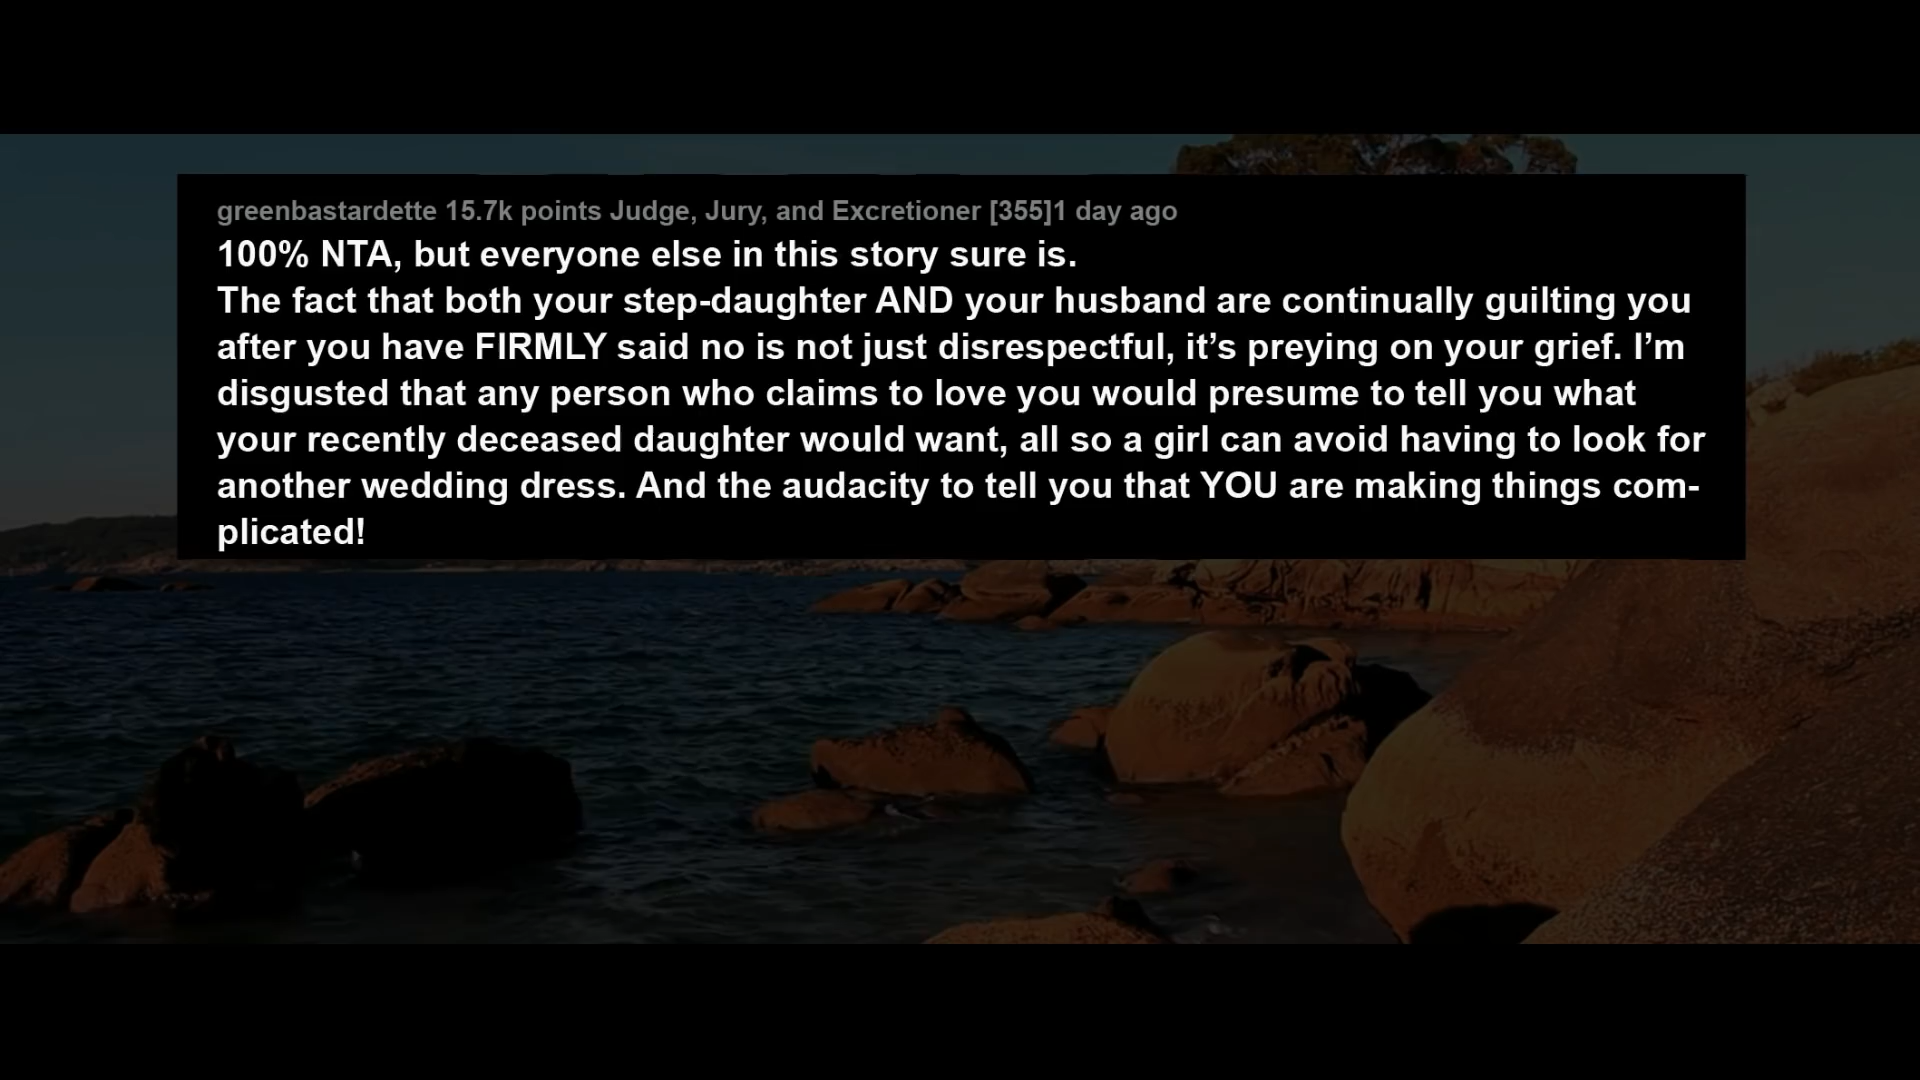 greenbastardette 15.7k points Judge, Jury, and Excretioner [355]1 day ago
100% NTA, but everyone else in this story sure is.
The fact that both your step-daughter AND your husband are continually guilting you
after you have FIRMLY said no is not just disrespectful, it’s preying on your grief. I’m
disgusted that any person who claims to love you would presume to tell you what
your recently deceased daughter would want, all so a girl can avoid having to look for
another wedding dress. And the audacity to tell you that YOU are making things com-
plicated!